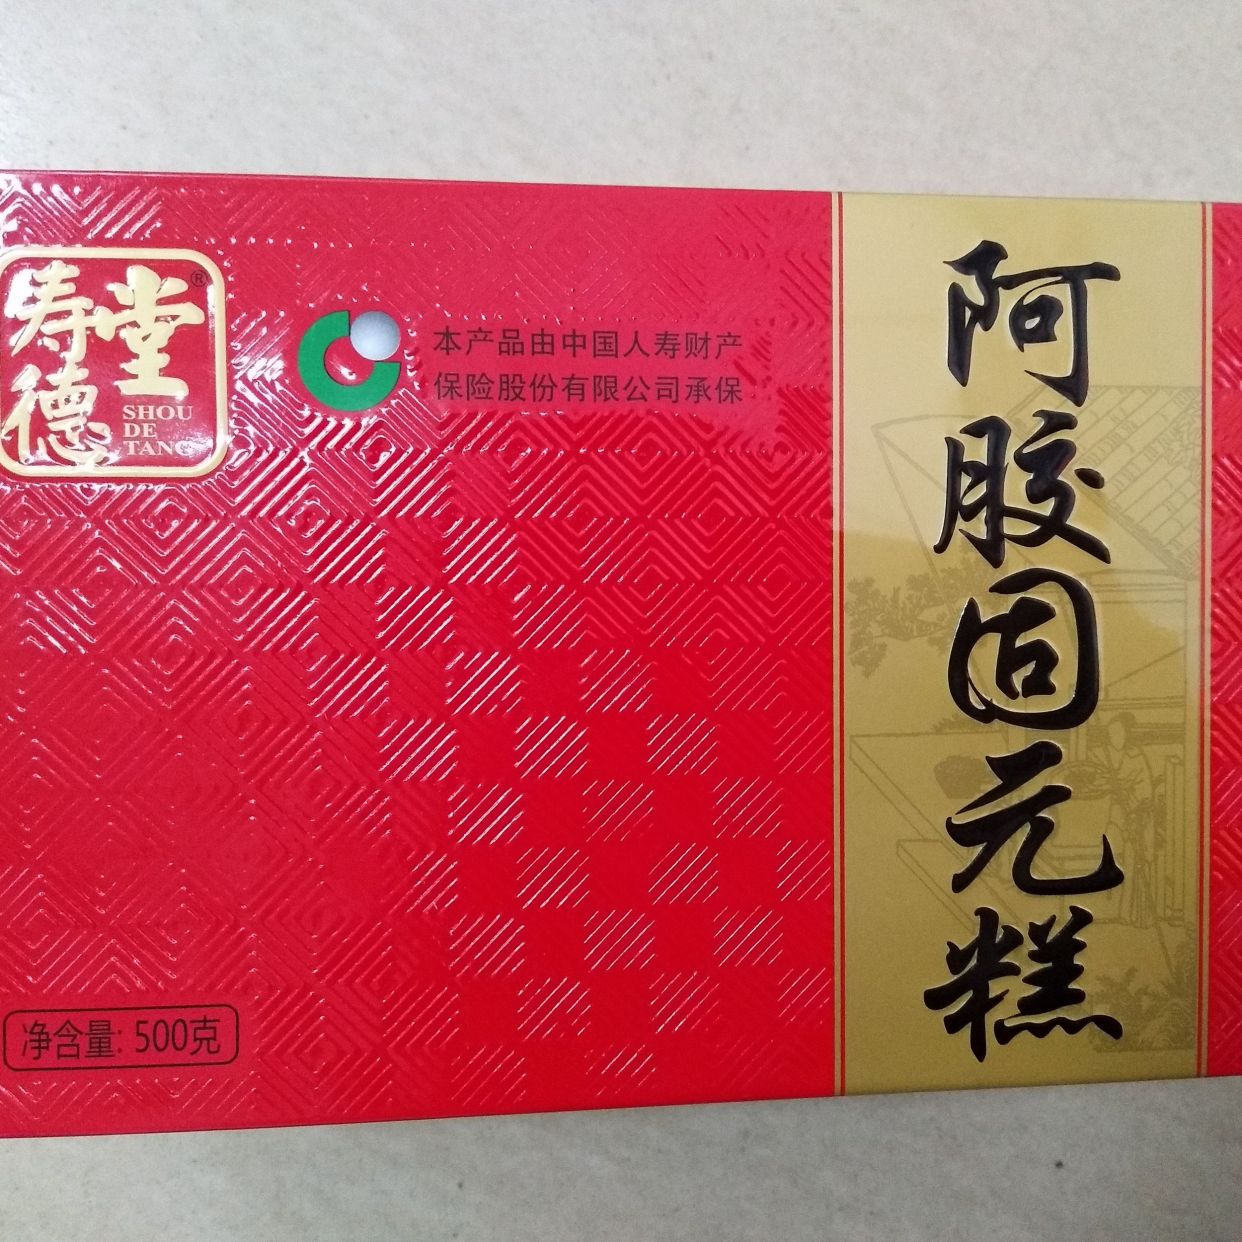 寿德堂
®
SHOU
DE
TANG
本产品由中国人寿财产
保险股份有限公司承保
阿胶固元糕
净含量: 500克